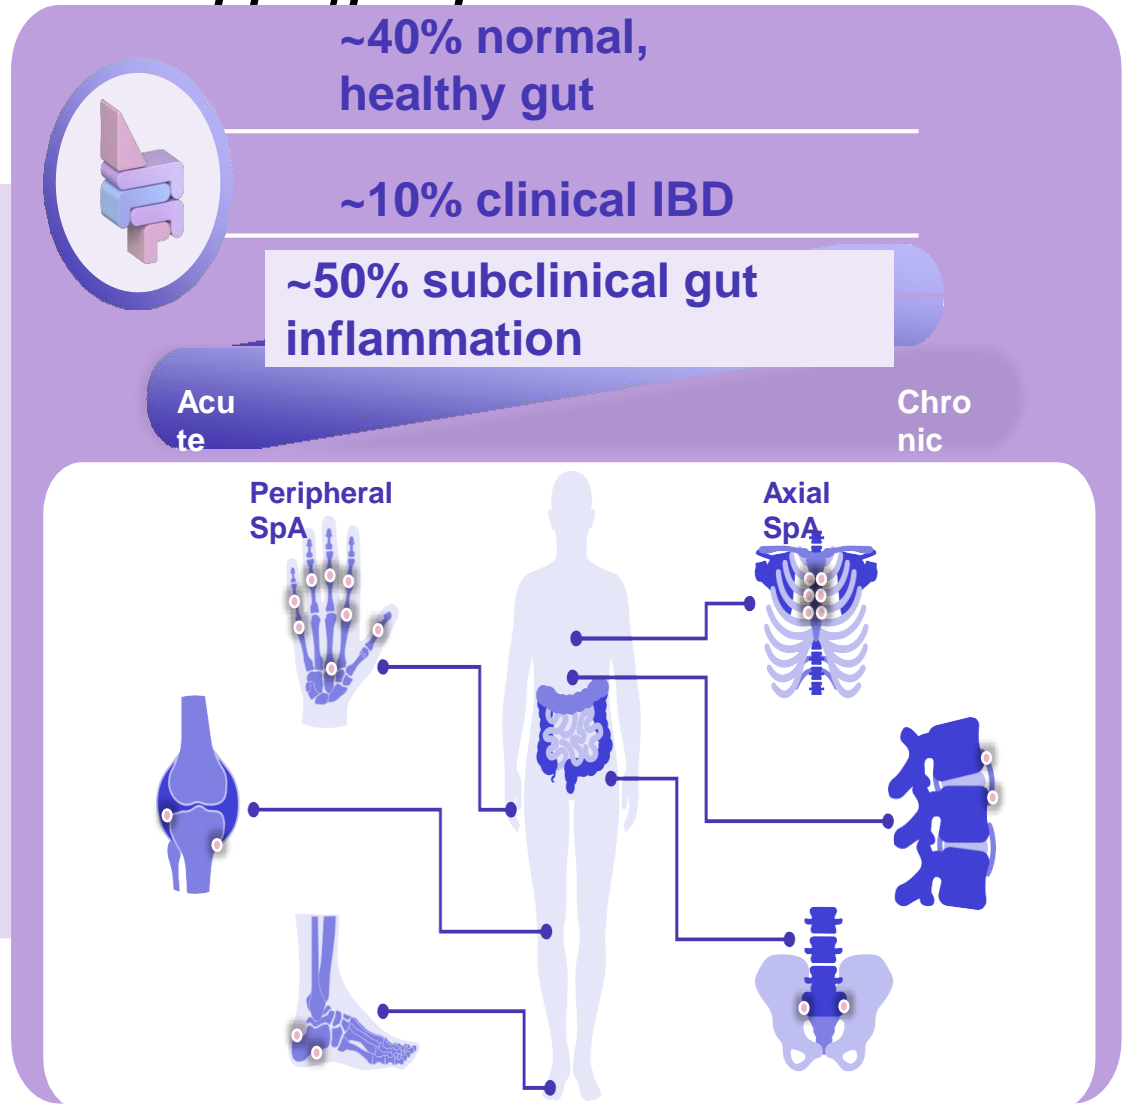 ~40% normal,
healthy gut
~10% clinical IBD
~50% subclinical gut
inflammation
Acu
te
Chro
nic
Peripheral
SpA
Axial
SpA